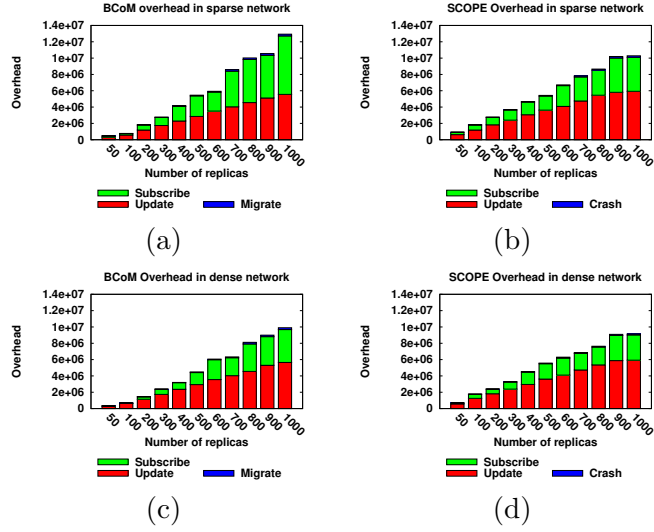 BCoM overhead in sparse network
1.4e+07
1.2e+07
1e+07
8e+06
6e+06
4e+06
2e+06
0
Overhead
50 100 200 300 400 500 600 700 800 900 1000
Number of replicas
Subscribe
Update Migrate
(a)
SCOPE Overhead in sparse network
1.4e+07
1.2e+07
1e+07
8e+06
6e+06
4e+06
2e+06
0
Overhead
50 100 200 300 400 500 600 700 800 900 1000
Number of replicas
Subscribe
Update Crash
(b)
BCoM Overhead in dense network
1.4e+07
1.2e+07
1e+07
8e+06
6e+06
4e+06
2e+06
0
Overhead
50 100 200 300 400 500 600 700 800 900 1000
Number of replicas
Subscribe
Update Migrate
(c)
SCOPE Overhead in dense network
1.4e+07
1.2e+07
1e+07
8e+06
6e+06
4e+06
2e+06
0
Overhead
50 100 200 300 400 500 600 700 800 900 1000
Number of replicas
Subscribe
Update Crash
(d)